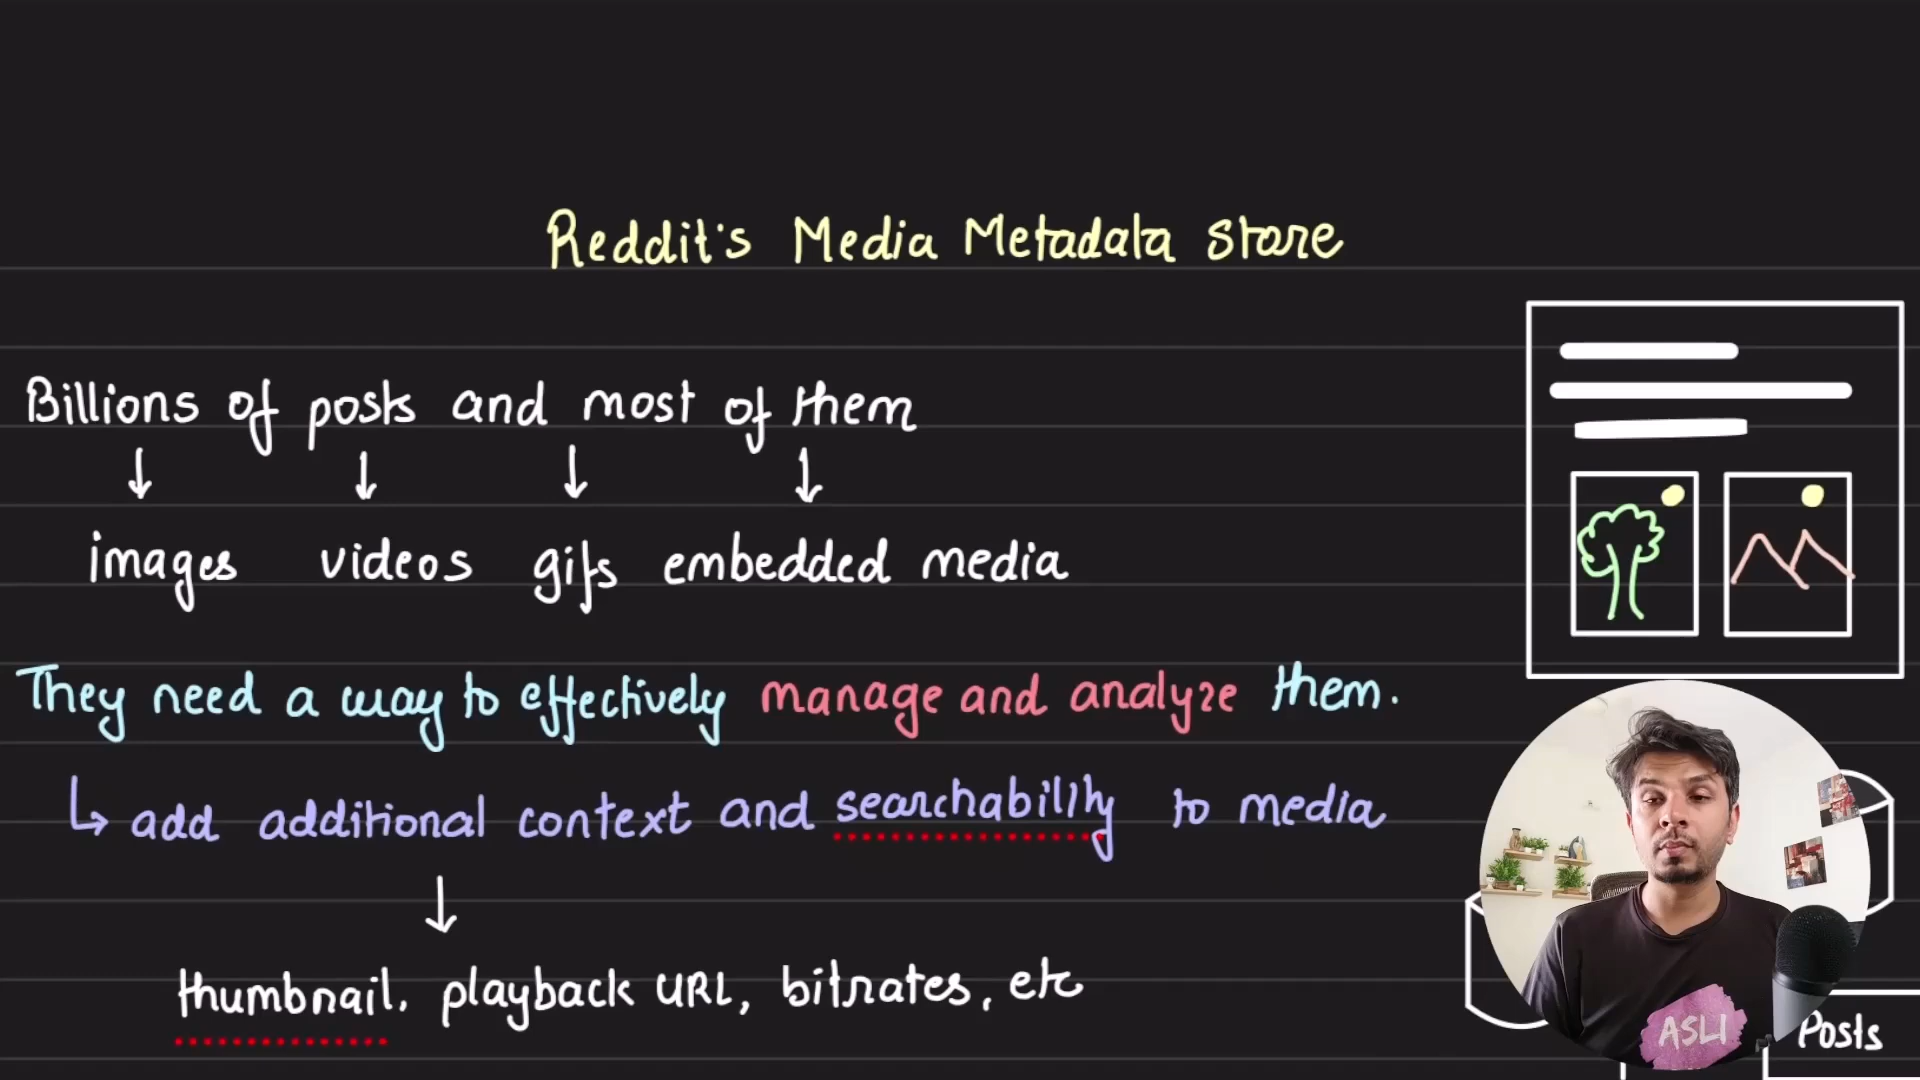 Reddit's Media Metadata Store
Billions of posts and most of them
images videos gifs embedded media
They need a way to effectively manage and analyze them.
add additional context and searchability to media
thumbnail, playback URL, bitrates, etc
ASLI
Posts